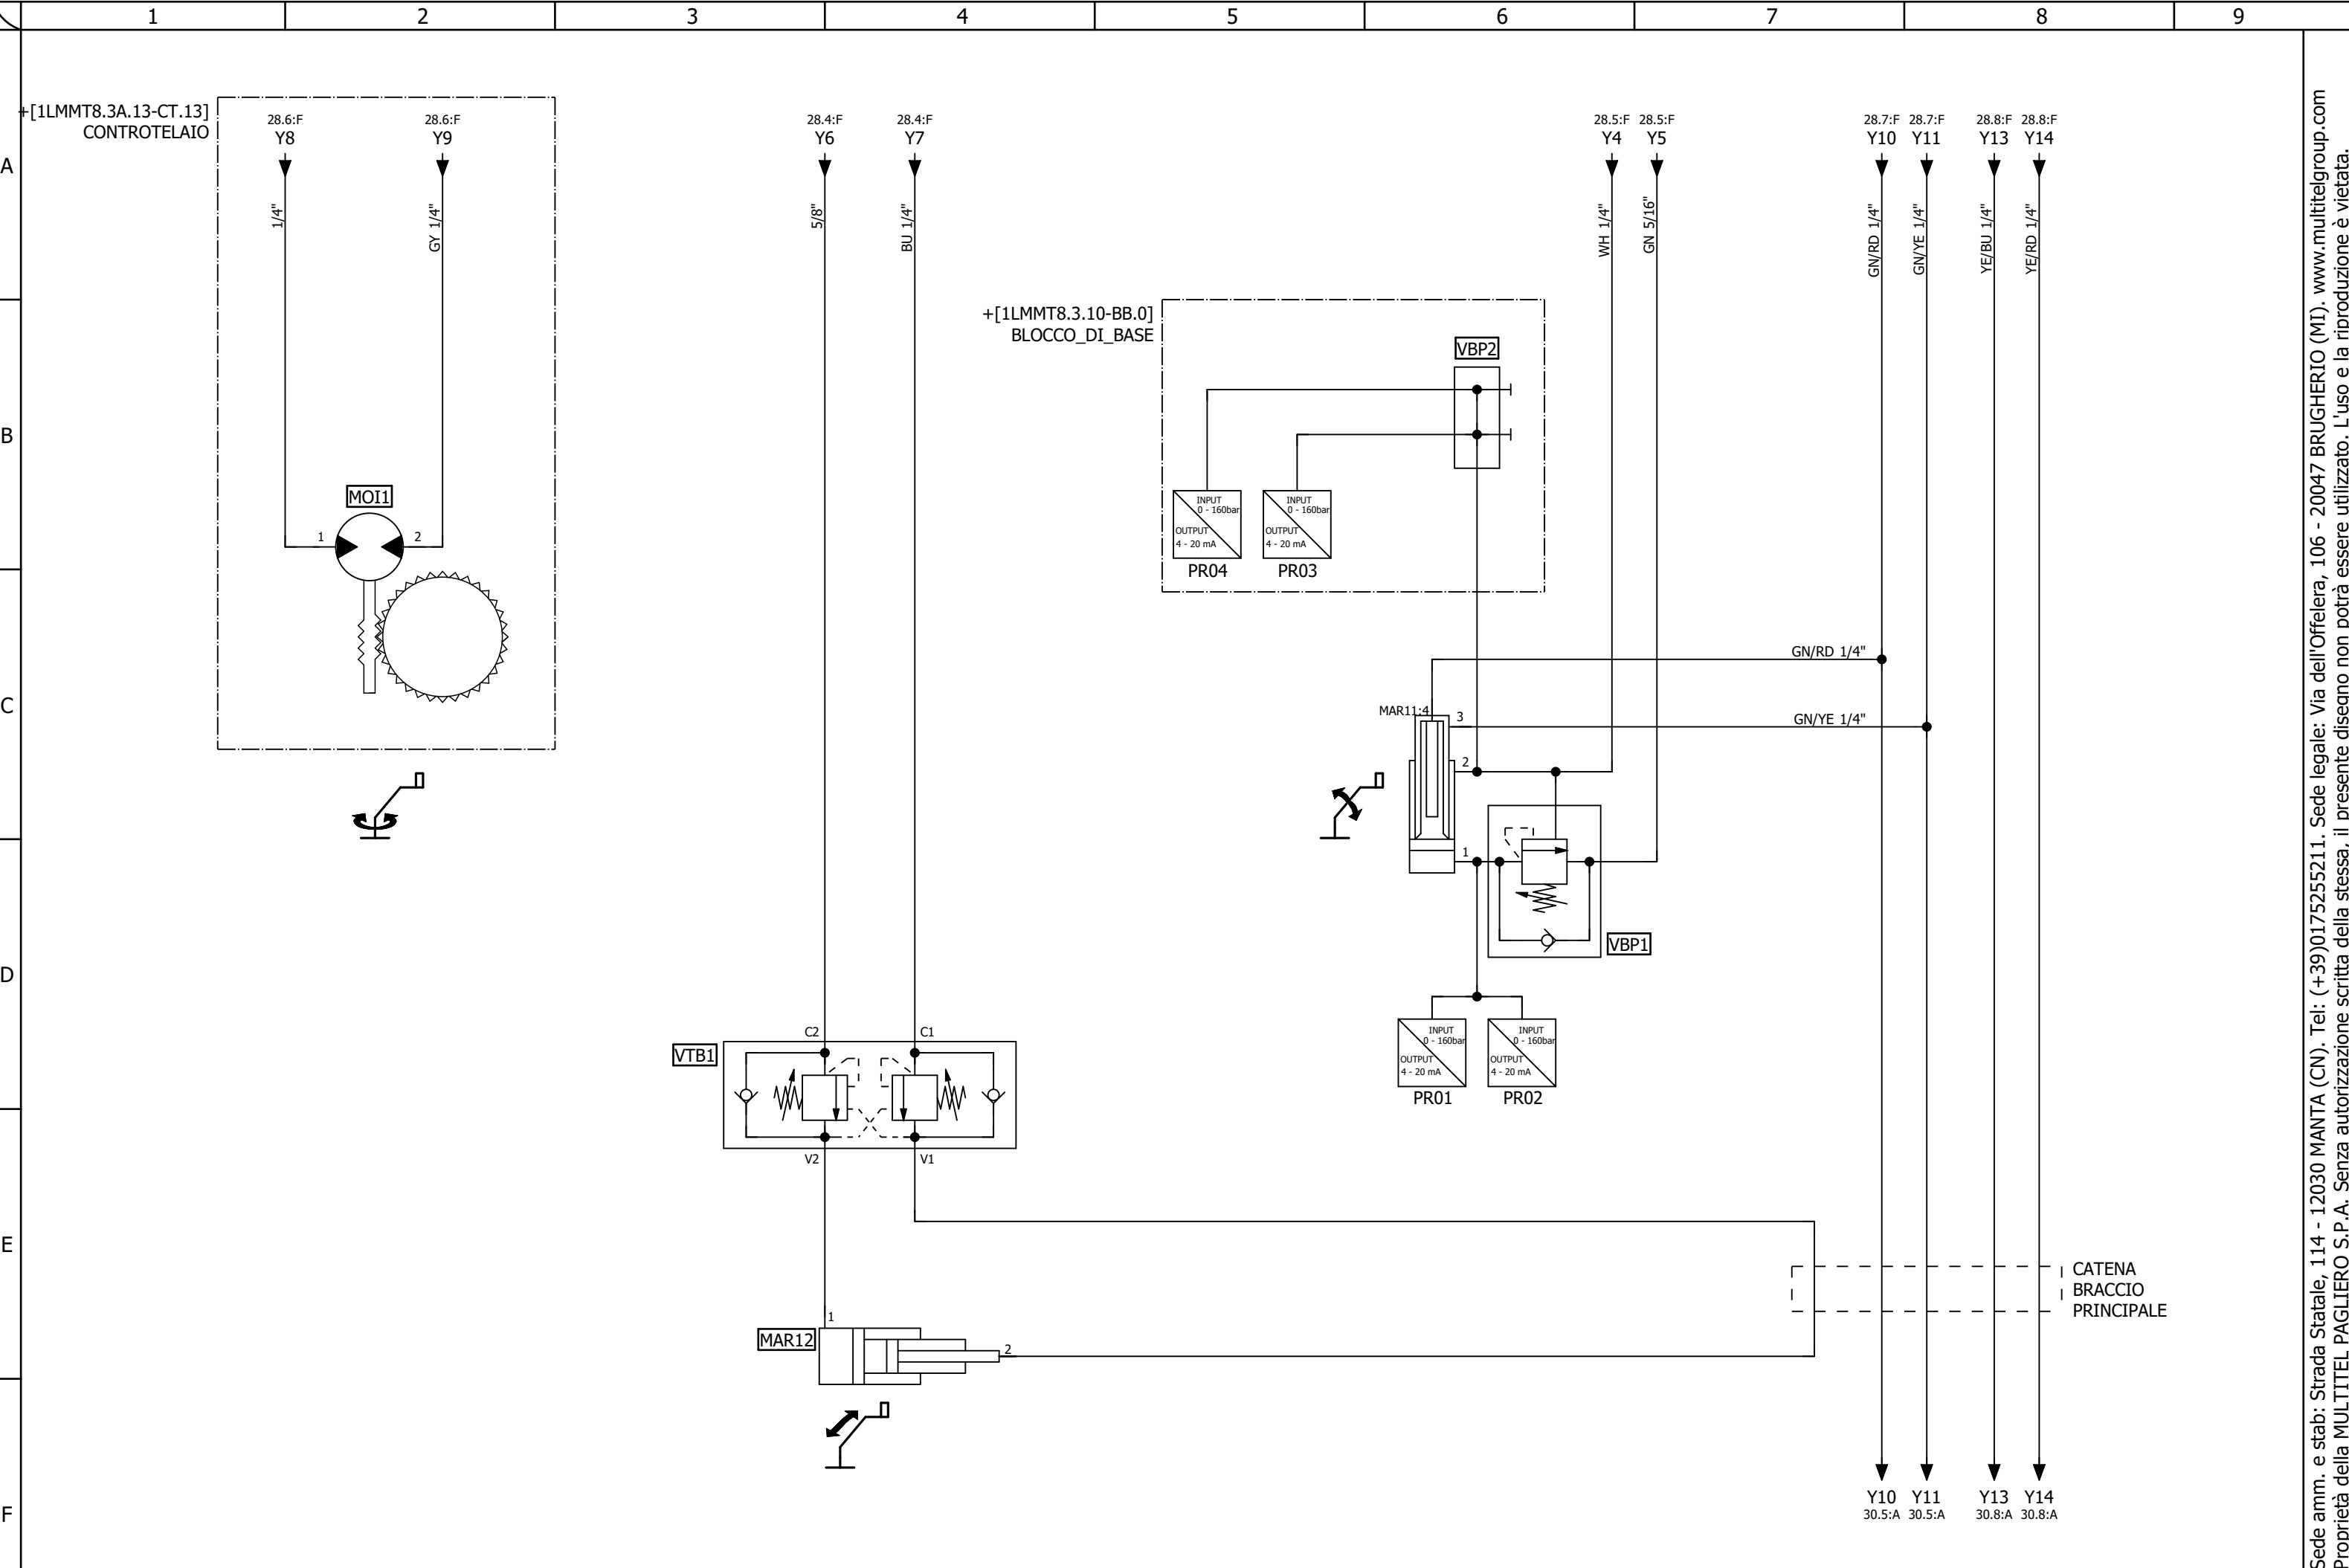 1 2 3 4 5 6 7 8 9
A
B
C
D
E
F
+[1LMMT8.3A.13-CT.13]
CONTROTELAIO
28.6:F
Y8
28.6:F
Y9
28.4:F
Y6
28.4:F
Y7
28.5:F
Y4
28.5:F
Y5
28.7:F
Y10
28.7:F
Y11
28.8:F
Y13
28.8:F
Y14
1/4"
GY 1/4"
5/8"
BU 1/4"
WH 1/4"
GN 5/16"
GN/RD 1/4"
GN/YE 1/4"
YE/BU 1/4"
YE/RD 1/4"
+[1LMMT8.3.10-BB.0]
BLOCCO_DI_BASE
VBP2
MOI1
1
2
INPUT
0 - 160bar
OUTPUT
4 - 20 mA
PR04
INPUT
0 - 160bar
OUTPUT
4 - 20 mA
PR03
GN/RD 1/4"
MAR11:4
3
GN/YE 1/4"
2
1
VBP1
INPUT
0 - 160bar
OUTPUT
4 - 20 mA
PR01
INPUT
0 - 160bar
OUTPUT
4 - 20 mA
PR02
VTB1
C2
C1
V2
V1
CATENA
BRACCIO
PRINCIPALE
1
MAR12
2
Y10
30.5:A
Y11
30.5:A
Y13
30.8:A
Y14
30.8:A
Sede amm. e stab: Strada Statale, 114 - 12030 MANTA (CN). Tel: (+39)0175255211. Sede legale: Via dell'Offelera, 106 - 20047 BRUGHERIO (MI). www.multitelgroup.com
Proprietà della MULTITEL PAGLIERO S.P.A. Senza autorizzazione scritta della stessa, il presente disegno non potrà essere utilizzato. L'uso e la riproduzione è vietata.